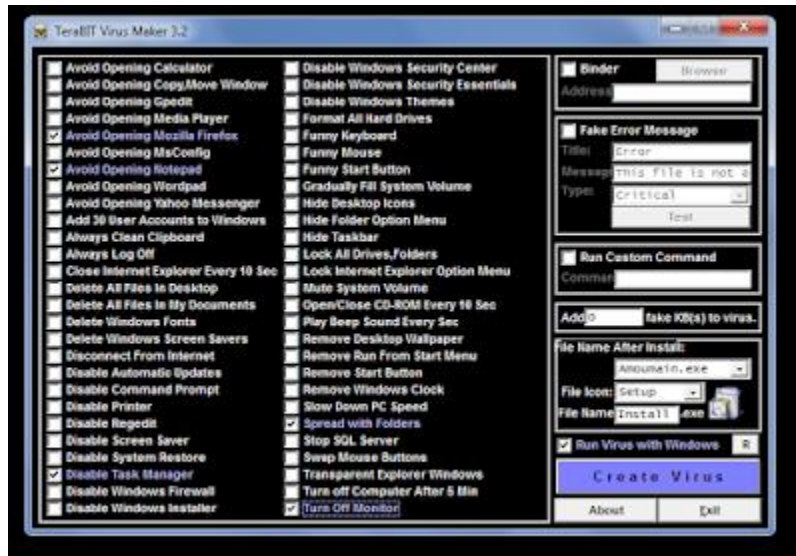 TeraBIT Virus Maker 3.2
Avoid Opening Calculator
Avoid Opening Copy,Move Window
Avoid Opening Gpedit
Avoid Opening Media Player
Avoid Opening Mozilla Firefox
Avoid Opening MsConfig
Avoid Opening Notepad
Avoid Opening Wordpad
Avoid Opening Yahoo Messenger
Add 30 User Accounts to Windows
Always Clean Clipboard
Always Log Off
Close Internet Explorer Every 10 Sec
Delete All Files In Desktop
Delete All Files In My Documents
Delete Windows Fonts
Delete Windows Screen Savers
Disconnect From Internet
Disable Automatic Updates
Disable Command Prompt
Disable Printer
Disable Regedit
Disable Screen Saver
Disable System Restore
Disable Task Manager
Disable Windows Firewall
Disable Windows Installer
Disable Windows Security Center
Disable Windows Security Essentials
Disable Windows Themes
Format All Hard Drives
Funny Keyboard
Funny Mouse
Funny Start Button
Gradually Fill System Volume
Hide Desktop Icons
Hide Folder Option Menu
Hide Taskbar
Lock All Drives,Folders
Lock Internet Explorer Option Menu
Mute System Volume
Open/Close CD-ROM Every 10 Sec
Play Beep Sound Every Sec
Remove Desktop Wallpaper
Remove Run From Start Menu
Remove Start Button
Remove Windows Clock
Slow Down PC Speed
Spread with Folders
Stop SQL Server
Swap Mouse Buttons
Transparent Explorer Windows
Turn off Computer After 5 Min
Turn Off Monitor
Binder Browse
Address
Fake Error Message
Title: Error
Messag This file is not a
Type: Critical
Test
Run Custom Command
Comman
Add 0 fake KB(s) to virus.
File Name After Install:
Amoumain.exe
File Icon: Setup
File Name Install .exe
Run Virus with Windows R
Create Virus
About Exit